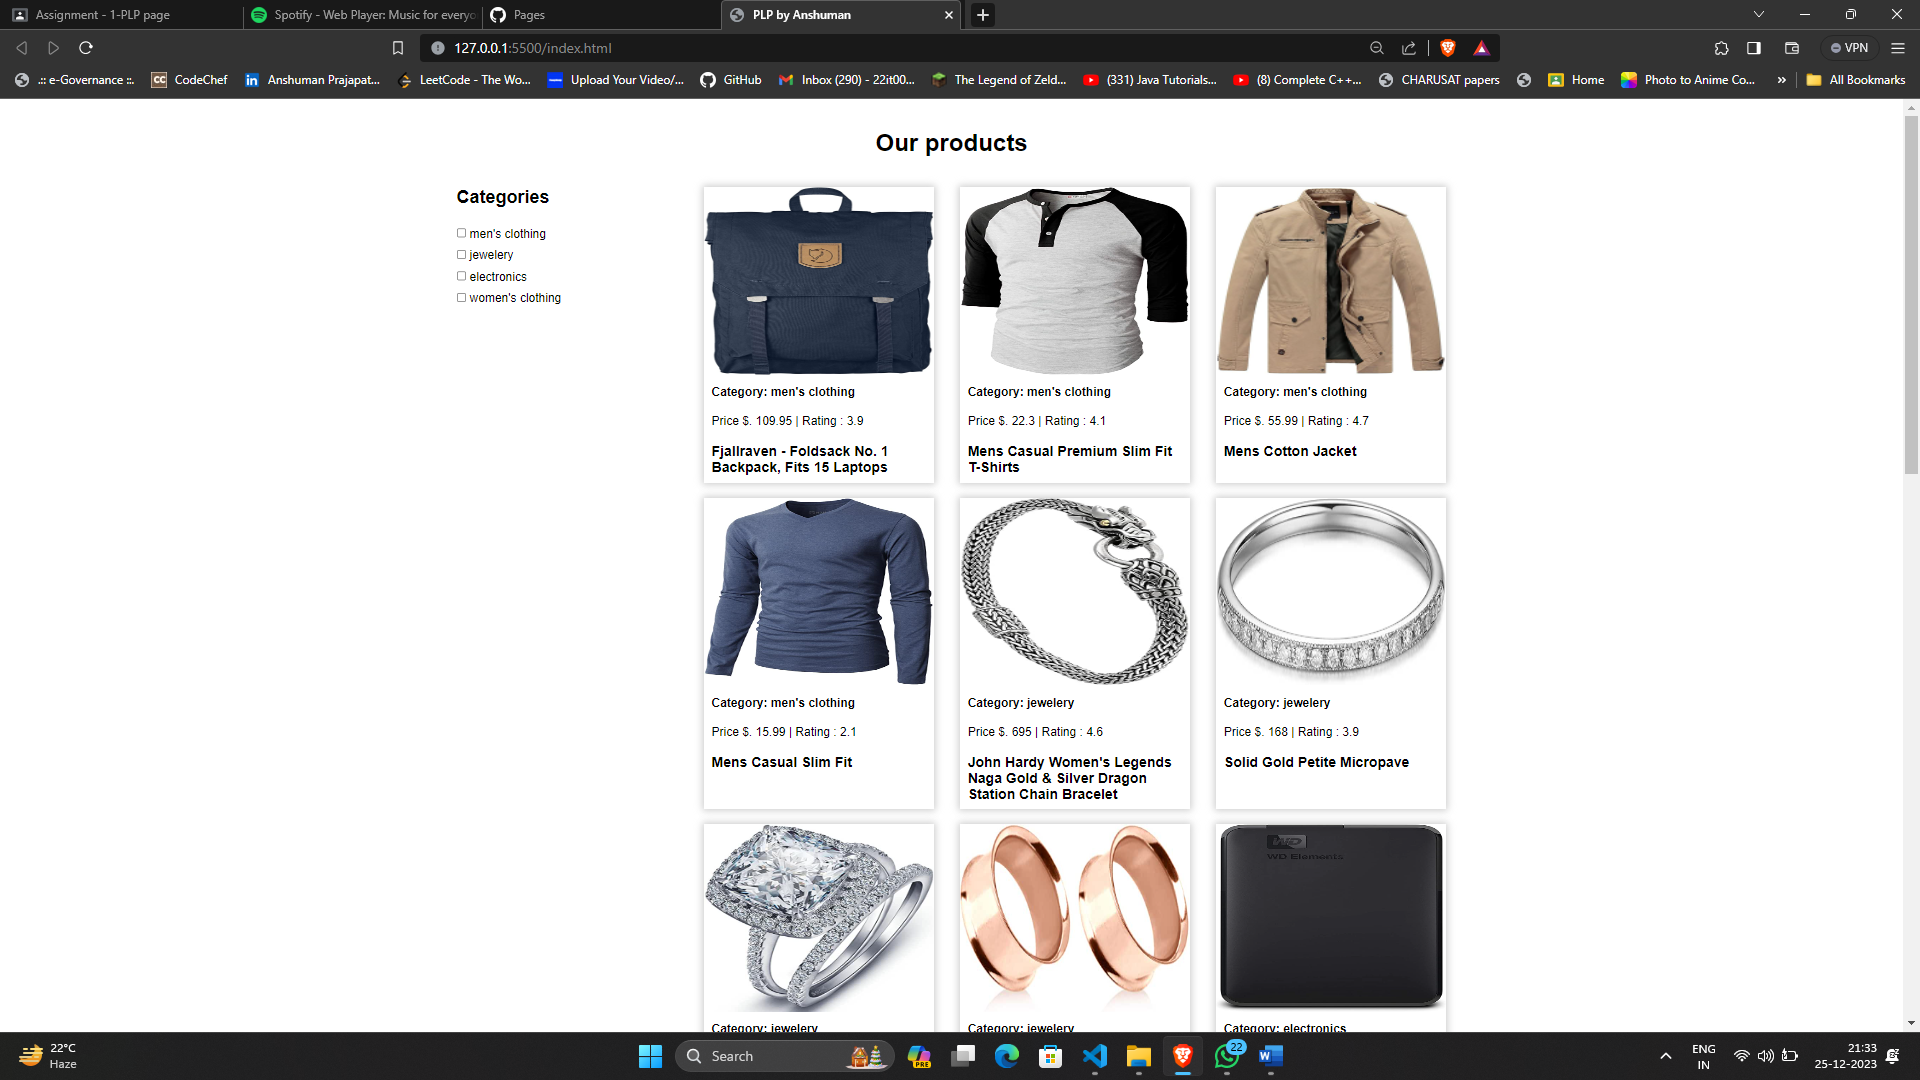 Assignment - 1-PLP page
Spotify - Web Player: Music for everyo
Pages
PLP by Anshuman
127.0.0.1:5500/index.html
VPN
.:: e-Governance ::.
CC
CodeChef
in
Anshuman Prajapat...
LeetCode - The Wo...
Upload Your Video/...
GitHub
Inbox (290) - 22it00...
The Legend of Zeld...
(331) Java Tutorials...
(8) Complete C++...
CHARUSAT papers
Home
Photo to Anime Co...
»
All Bookmarks
Our products
Categories
men's clothing
jewelery
electronics
women's clothing
Category: men's clothing
Price $. 109.95 | Rating : 3.9
Fjallraven - Foldsack No. 1
Backpack, Fits 15 Laptops
Category: men's clothing
Price $. 22.3 | Rating : 4.1
Mens Casual Premium Slim Fit
T-Shirts
Category: men's clothing
Price $. 55.99 | Rating : 4.7
Mens Cotton Jacket
Category: men's clothing
Price $. 15.99 | Rating : 2.1
Mens Casual Slim Fit
Category: jewelery
Price $. 695 | Rating : 4.6
John Hardy Women's Legends
Naga Gold & Silver Dragon
Station Chain Bracelet
Category: jewelery
Price $. 168 | Rating : 3.9
Solid Gold Petite Micropave
WD
WD Elements
Category: jewelery
Category: jewelery
Category: electronics
22°C
Haze
Search
PRE
22
W
ENG
IN
21:33
25-12-2023